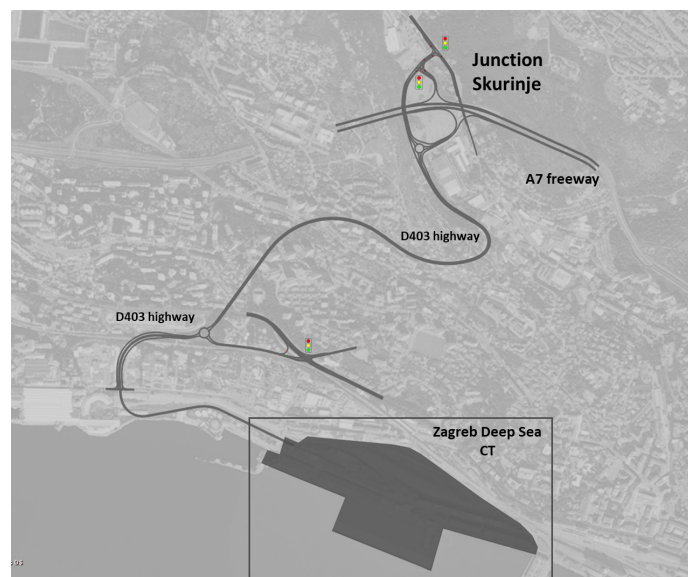 Junction
Skurinje
A7 freeway
D403 highway
D403 highway
Zagreb Deep Sea
CT